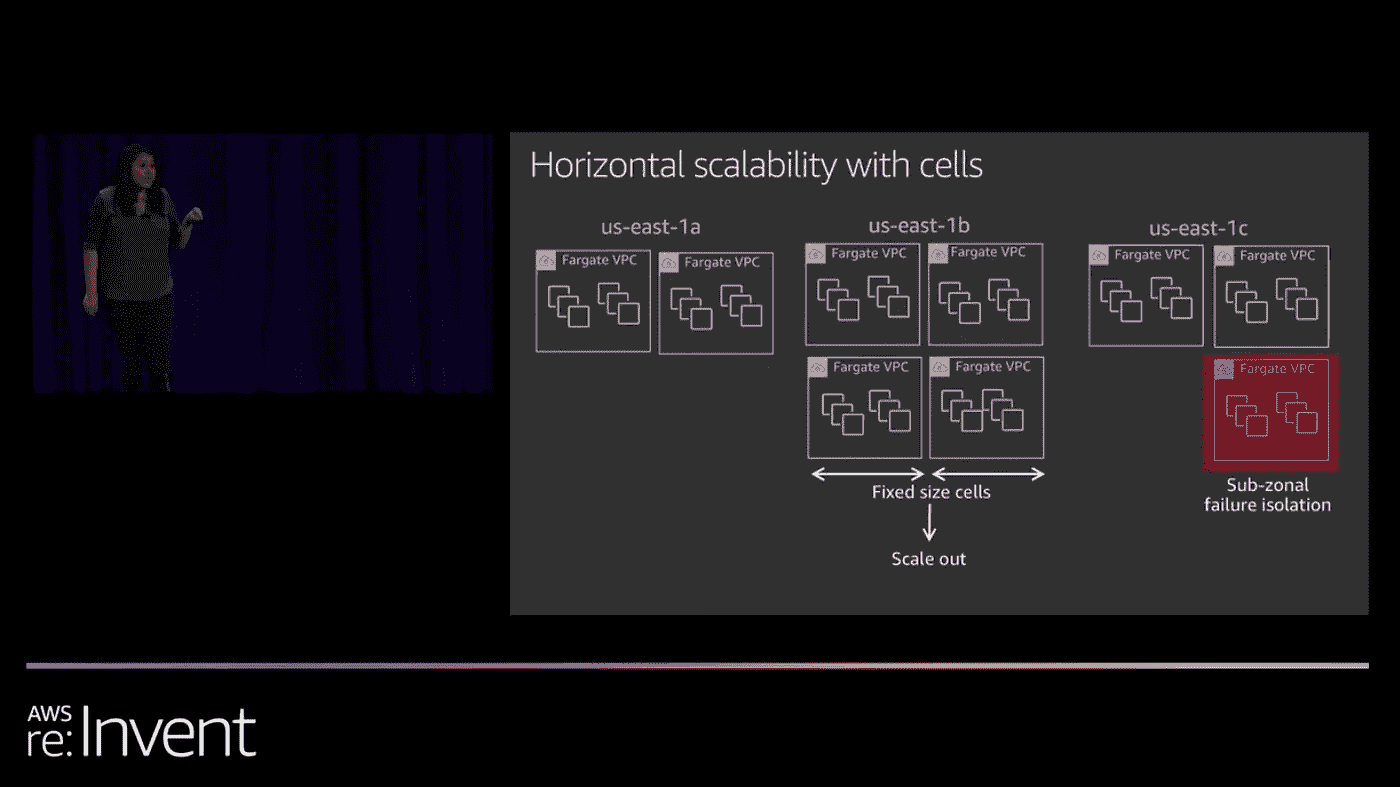 Horizontal scalability with cells
us-east-1a
us-east-1b
us-east-1c
Fargate VPC
Fargate VPC
Fargate VPC
Fargate VPC
Fargate VPC
Fargate VPC
Fargate VPC
Fargate VPC
Fargate VPC
Fixed size cells
Scale out
Sub-zonal
failure isolation
AWS
re:Invent